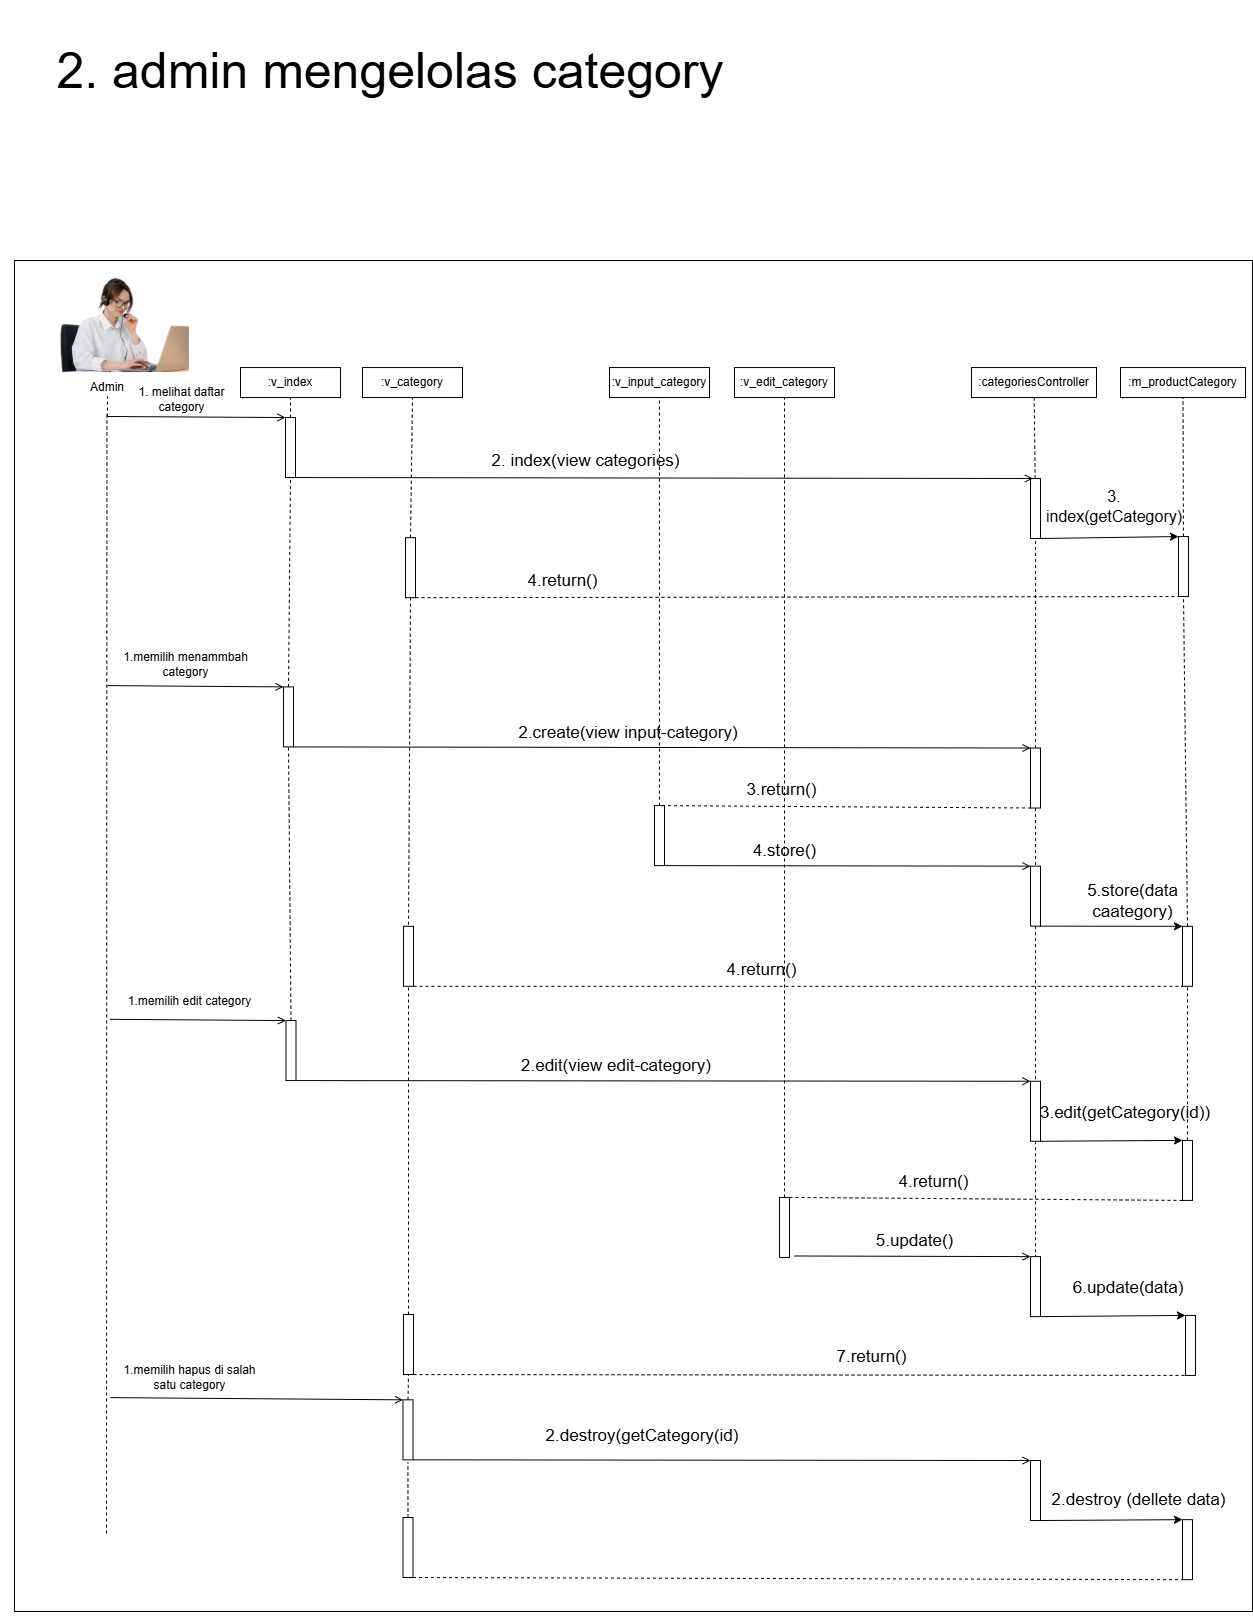 2. admin mengelolas category
Admin
:v_index
:v_category
:v_input_category
:v_edit_category
:categoriesController
:m_productCategory
1. melihat daftar
category
2. index(view categories)
3.
index(getCategory)
4.return()
1.memilih menammbah
category
2.create(view input-category)
3.return()
4.store()
5.store(data
caategory)
4.return()
1.memilih edit category
2.edit(view edit-category)
3.edit(getCategory(id))
4.return()
5.update()
6.update(data)
7.return()
1.memilih hapus di salah
satu category
2.destroy(getCategory(id)
2.destroy (dellete data)